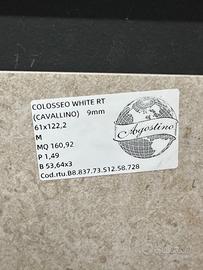 COLOSSEO WHITE RT
(CAVALLINO) 9mm
61x122,2
M
MQ 160,92
P 1,49
B 53,64x3
Cod.rtu.B8.837.73.512.58.728
Agostino